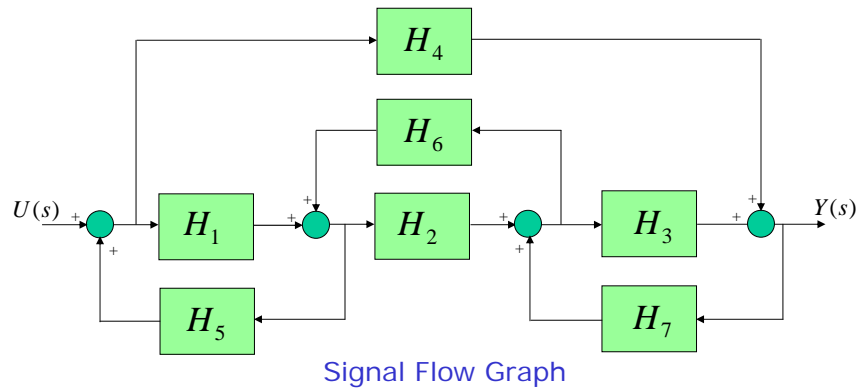 H₄
H₆
U(s) + H₁ + + H₂ + + H₃ + + Y(s)
+ +
H₅ H₇
Signal Flow Graph